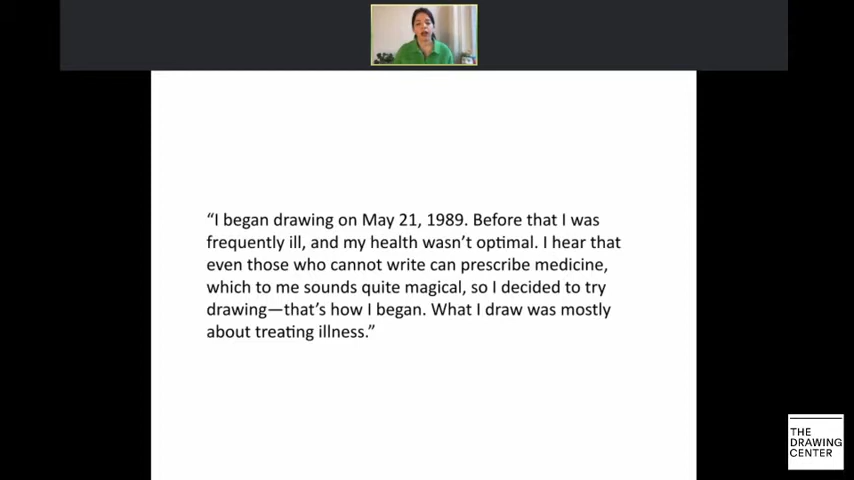 “I began drawing on May 21, 1989. Before that I was
frequently ill, and my health wasn’t optimal. I hear that
even those who cannot write can prescribe medicine,
which to me sounds quite magical, so I decided to try
drawing—that’s how I began. What I draw was mostly
about treating illness.”
THE
DRAWING
CENTER